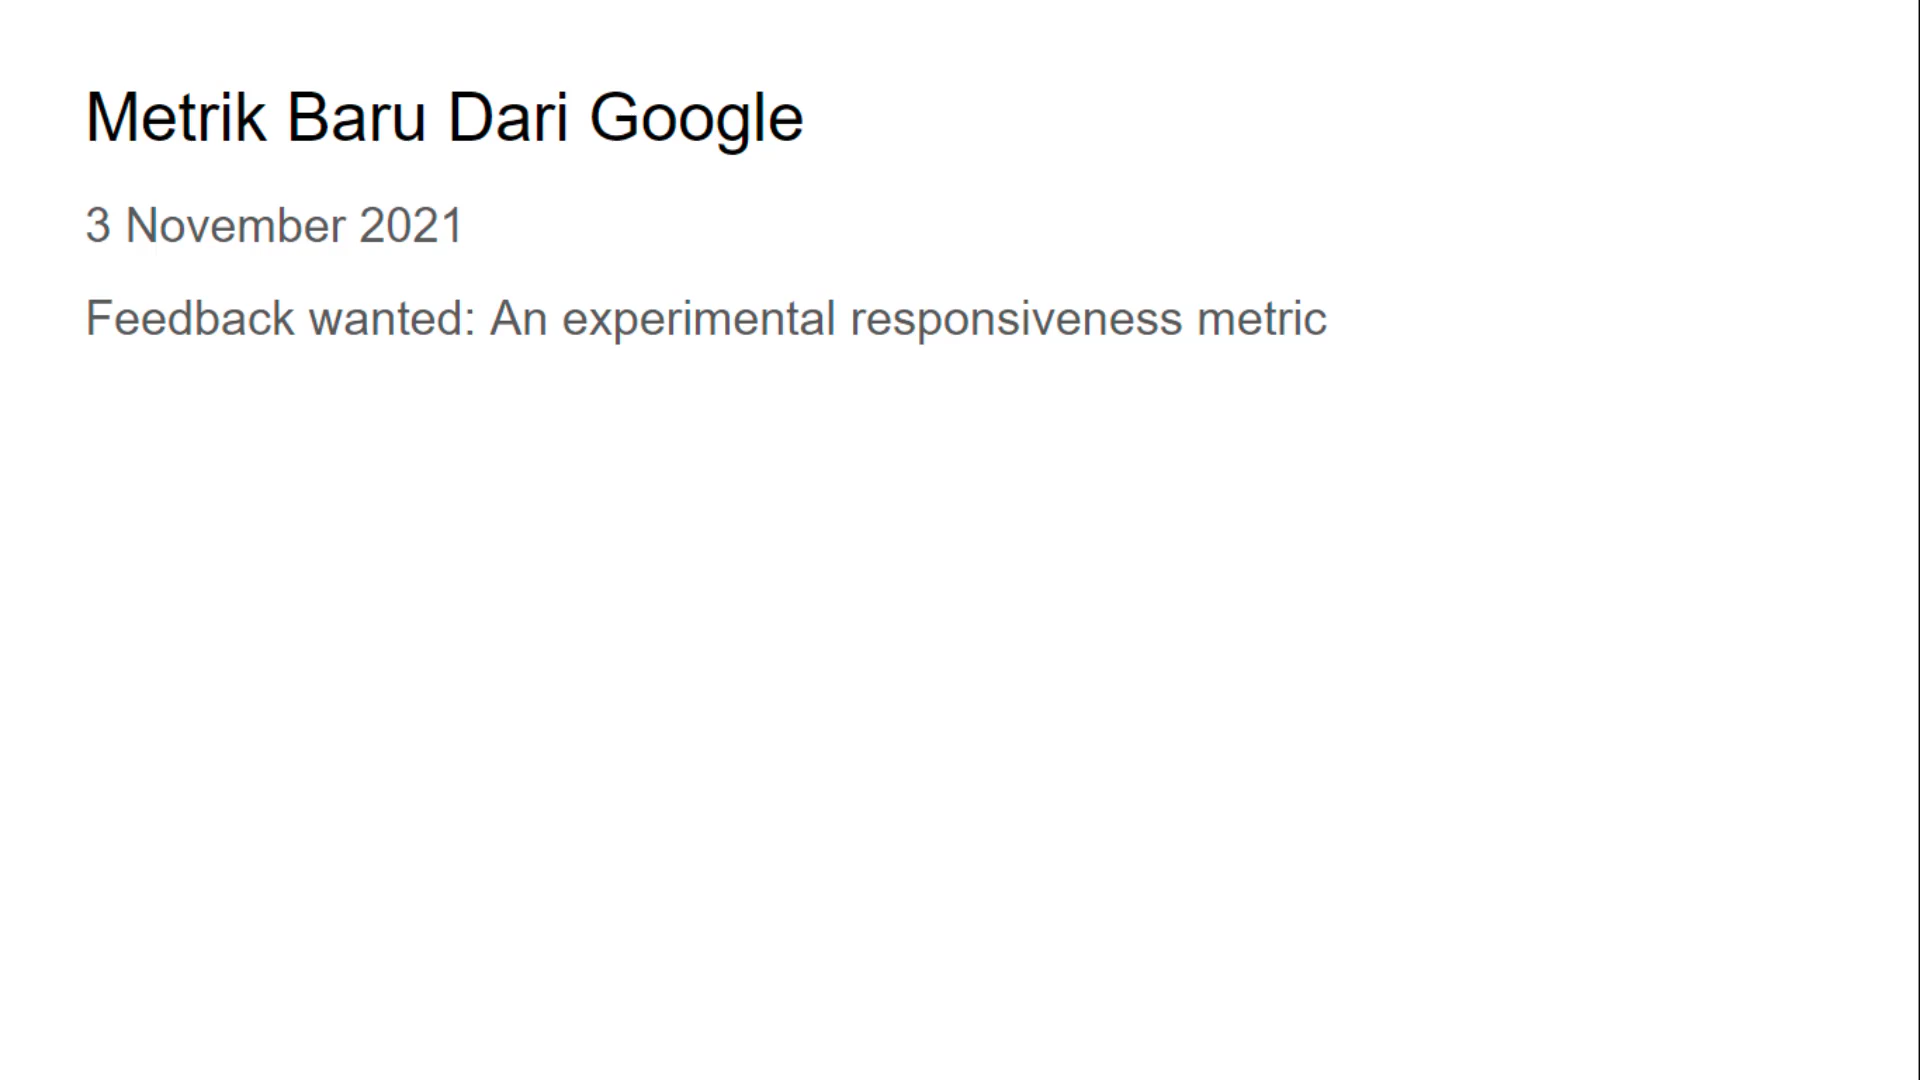 Metrik Baru Dari Google
3 November 2021
Feedback wanted: An experimental responsiveness metric